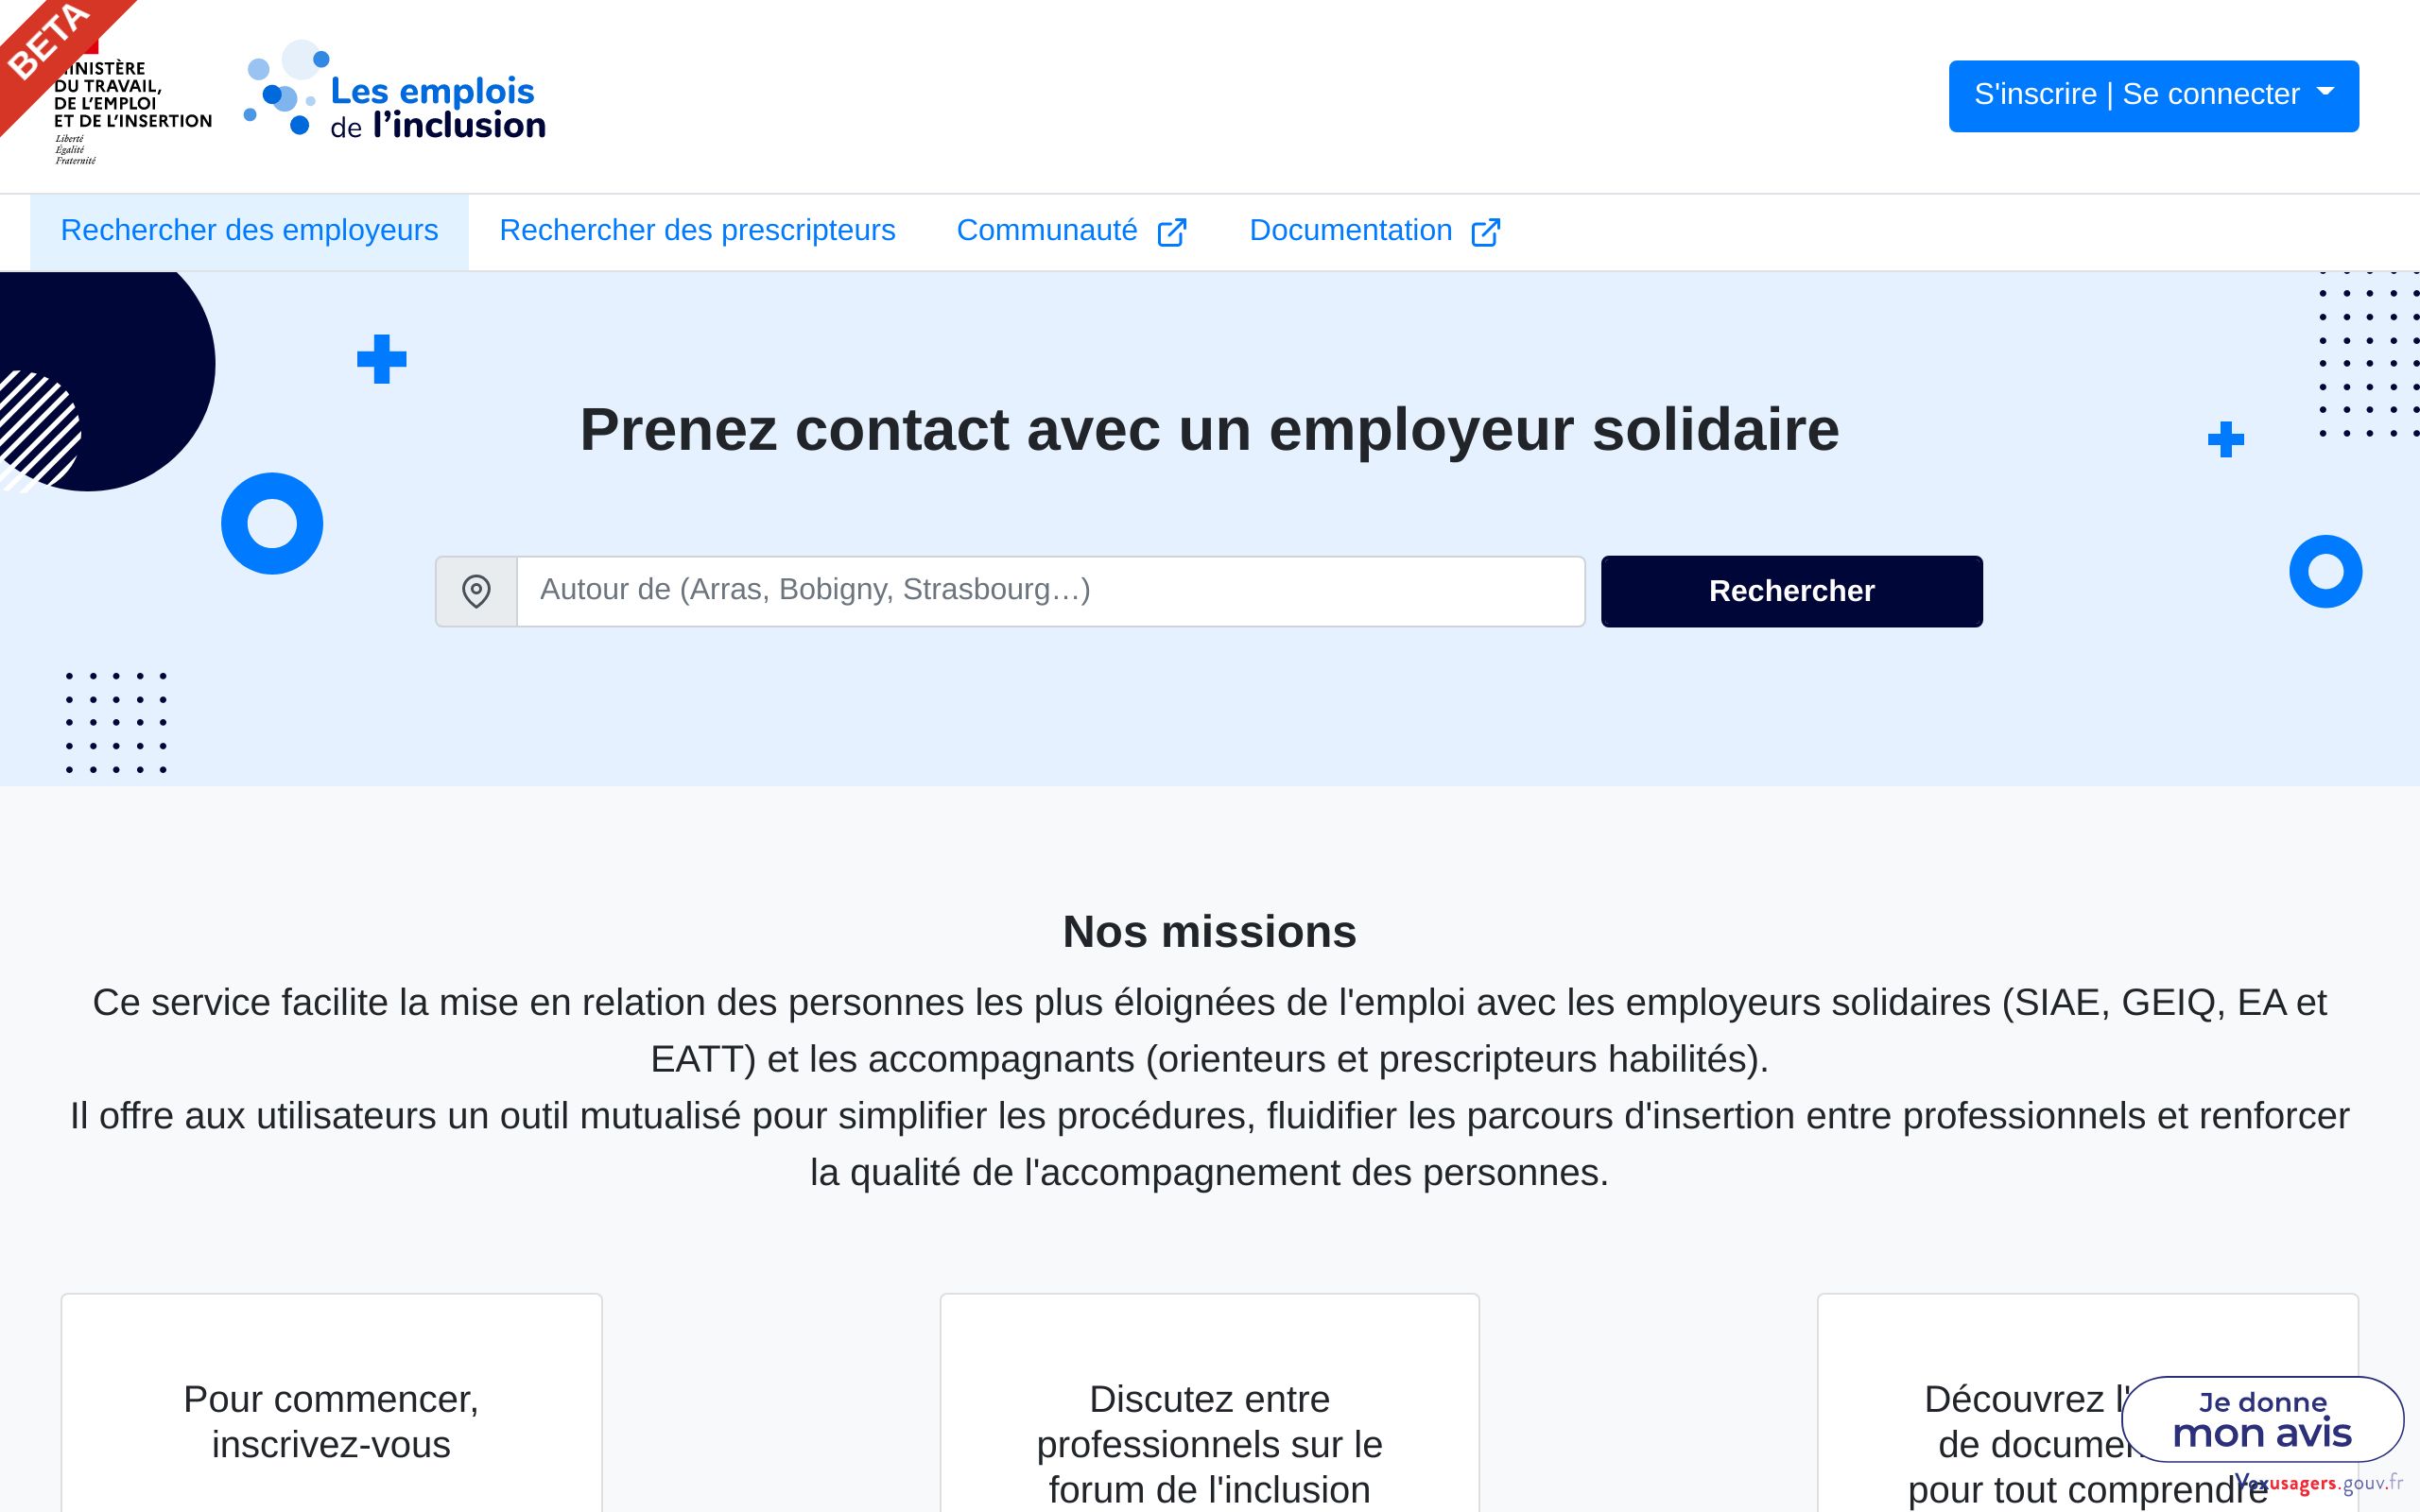 BETA
MINISTÈRE
DU TRAVAIL,
DE L'EMPLOI
ET DE L'INSERTION
Liberté
Égalité
Fraternité
Les emplois
de l'inclusion
S'inscrire | Se connecter
Rechercher des employeurs
Rechercher des prescripteurs
Communauté
Documentation
Prenez contact avec un employeur solidaire
Autour de (Arras, Bobigny, Strasbourg…)
Rechercher
Nos missions
Ce service facilite la mise en relation des personnes les plus éloignées de l'emploi avec les employeurs solidaires (SIAE, GEIQ, EA et
EATT) et les accompagnants (orienteurs et prescripteurs habilités).
Il offre aux utilisateurs un outil mutualisé pour simplifier les procédures, fluidifier les parcours d'insertion entre professionnels et renforcer
la qualité de l'accompagnement des personnes.
Pour commencer,
inscrivez-vous
Discutez entre
professionnels sur le
forum de l'inclusion
Découvrez
de
pour tout comprendre
Je donne
mon avis
Voxusagers.gouv.fr